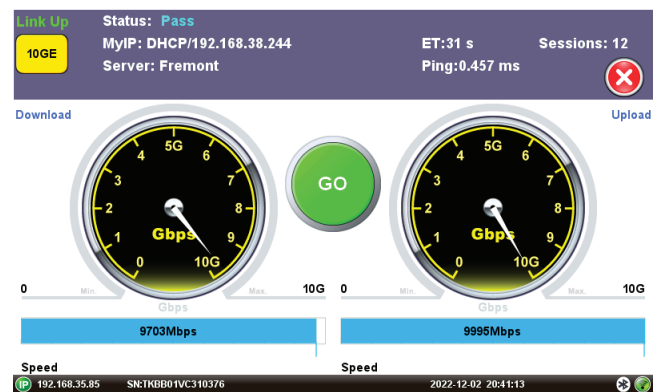 Link Up
Status: Pass
10GE
MyIP: DHCP/192.168.38.244
ET:31 s
Sessions: 12
Server: Fremont
Ping:0.457 ms
Download
Upload
5G
4
6
3
7
2
8
Gbps
1
9
0
10G
GO
5G
4
6
3
7
2
8
Gbps
1
9
0
10G
0
Min.
Max.
10G
Gbps
0
Min.
Max.
10G
Gbps
9703Mbps
9995Mbps
Speed
Speed
IP
192.168.35.85
SN:TKBB01VC310376
2022-12-02 20:41:13